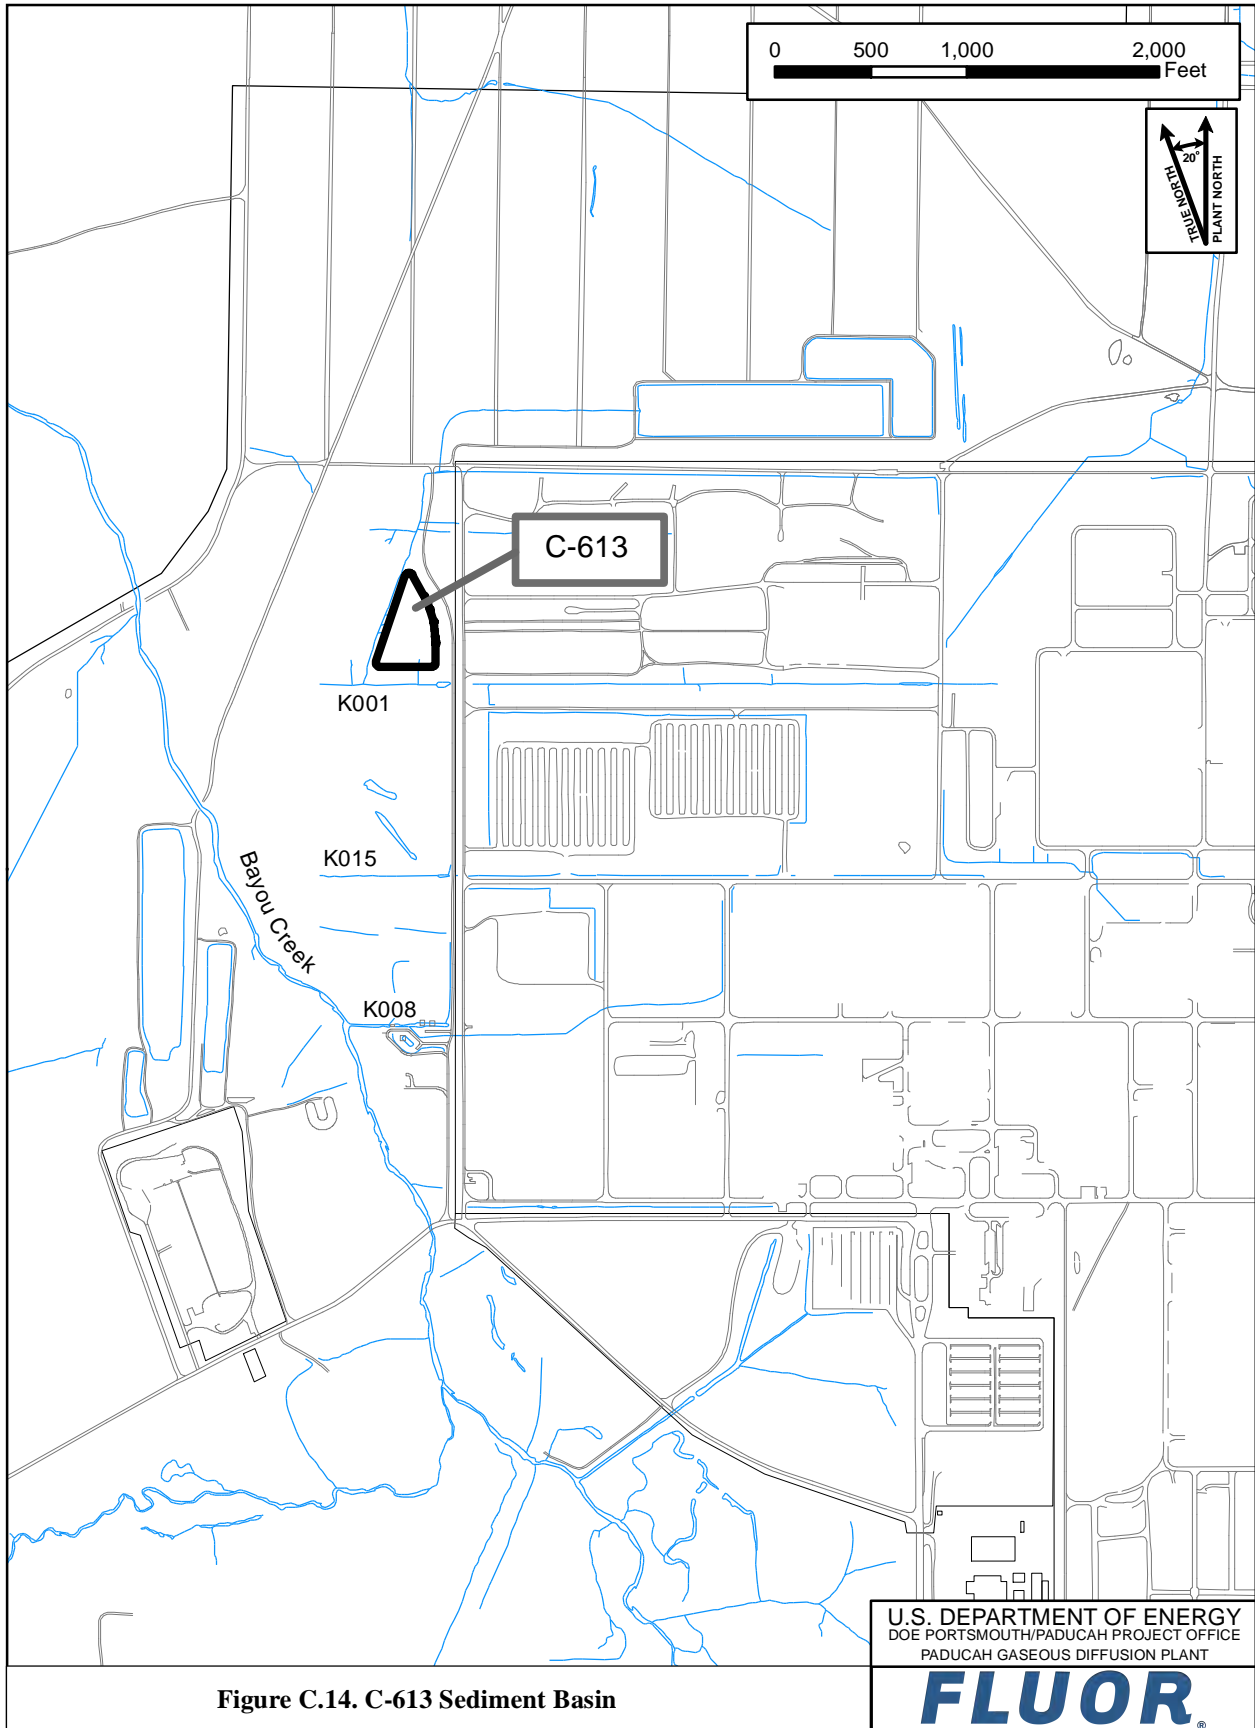 0 500 1,000 2,000
Feet
20°
TRUE NORTH
PLANT NORTH
C-613
K001
K015
Bayou Creek
K008
U.S. DEPARTMENT OF ENERGY
DOE PORTSMOUTH/PADUCAH PROJECT OFFICE
PADUCAH GASEOUS DIFFUSION PLANT
FLUOR®
Figure C.14. C-613 Sediment Basin